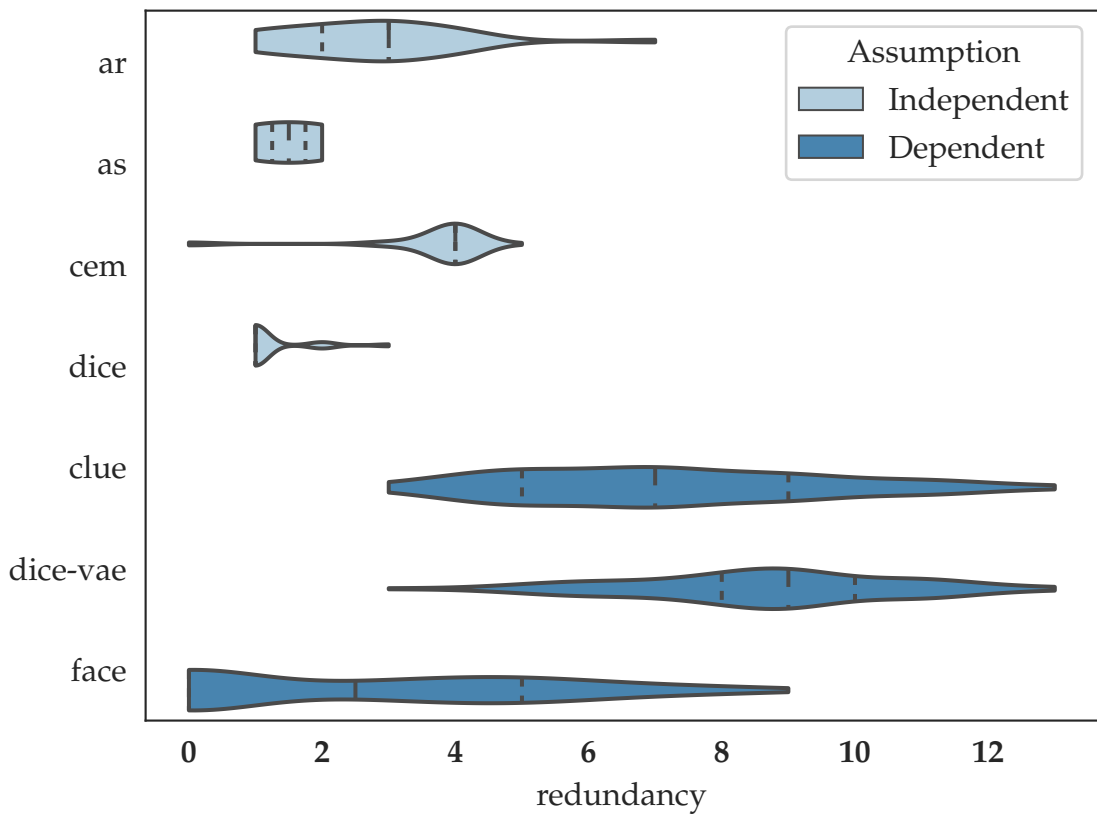 Assumption
Independent
Dependent
ar
as
cem
dice
clue
dice-vae
face
0 2 4 6 8 10 12
redundancy